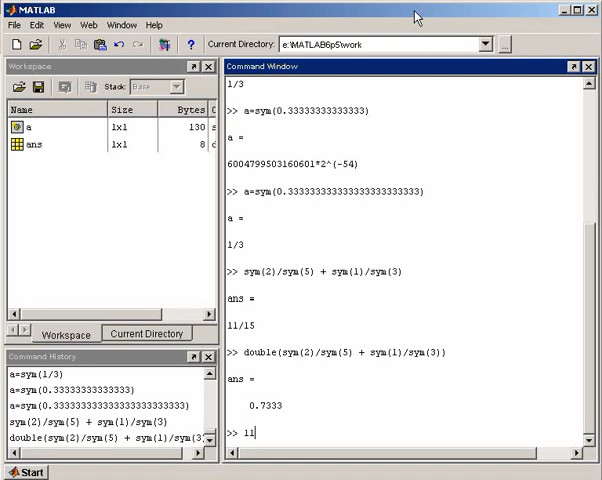 MATLAB
File Edit View Web Window Help
Current Directory: e:\MATLAB6p5\work ...
Workspace
Stack: Base
Name Size Bytes
a 1x1 130
ans 1x1 8
Workspace Current Directory
Command History
a=sym(1/3)
a=sym(0.33333333333333)
a=sym(0.333333333333333333333333)
sym(2)/sym(5) + sym(1)/sym(3)
double(sym(2)/sym(5) + sym(1)/sym(3
Command Window
1/3
>> a=sym(0.33333333333333)
a =
6004799503160601*2^(-54)
>> a=sym(0.333333333333333333333333)
a =
1/3
>> sym(2)/sym(5) + sym(1)/sym(3)
ans =
11/15
>> double(sym(2)/sym(5) + sym(1)/sym(3))
ans =
0.7333
>> 11
Start